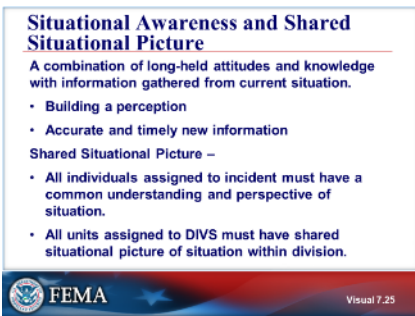 Situational Awareness and Shared
Situational Picture
A combination of long-held attitudes and knowledge
with information gathered from current situation.
• Building a perception
• Accurate and timely new information
Shared Situational Picture –
• All individuals assigned to incident must have a
common understanding and perspective of
situation.
• All units assigned to DIVS must have shared
situational picture of situation within division.
FEMA
Visual 7.25